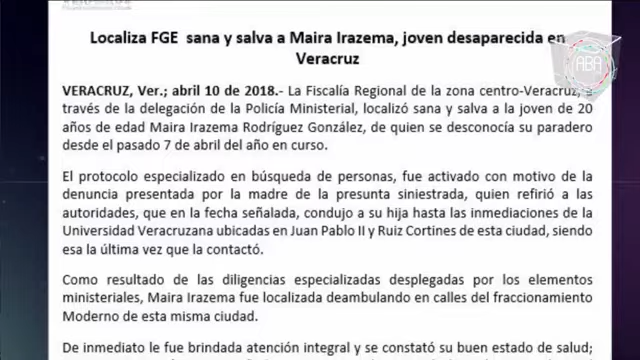 Localiza FGE sana y salva a Maira Irazema, joven desaparecida en
Veracruz
ABA
VERACRUZ, Ver.; abril 10 de 2018.- La Fiscalía Regional de la zona centro-Veracruz, a
través de la delegación de la Policía Ministerial, localizó sana y salva a la joven de 20
años de edad Maira Irazema Rodríguez González, de quien se desconocía su paradero
desde el pasado 7 de abril del año en curso.
El protocolo especializado en búsqueda de personas, fue activado con motivo de la
denuncia presentada por la madre de la presunta siniestrada, quien refirió a las
autoridades, que en la fecha señalada, condujo a su hija hasta las inmediaciones de la
Universidad Veracruzana ubicadas en Juan Pablo II y Ruiz Cortines de esta ciudad, siendo
esa la última vez que la contactó.
Como resultado de las diligencias especializadas desplegadas por los elementos
ministeriales, Maira Irazema fue localizada deambulando en calles del fraccionamiento
Moderno de esta misma ciudad.
De inmediato le fue brindada atención integral y se constató su buen estado de salud;